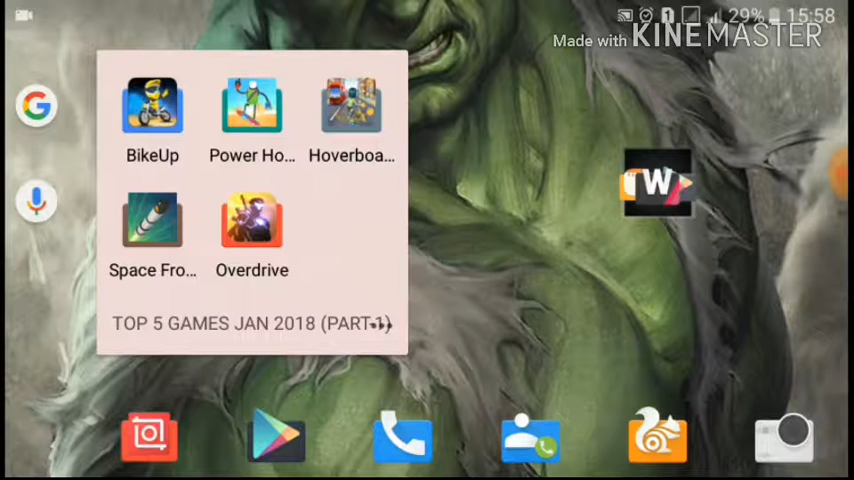 29% 15:58
Made with KINEMASTER
BikeUp
Power Ho...
Hoverboa...
W
Space Fro...
Overdrive
TOP 5 GAMES JAN 2018 (PART-1)